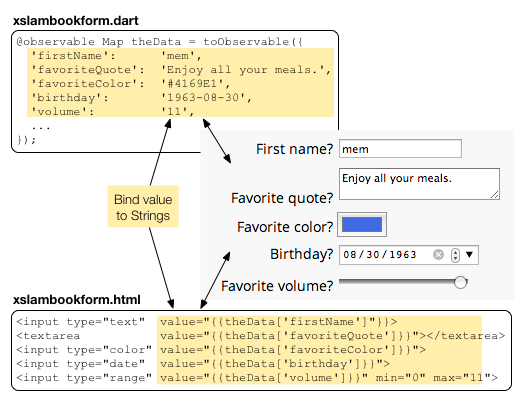 xslambookform.dart
@observable Map theData = toObservable({
'firstName': 'mem',
'favoriteQuote': 'Enjoy all your meals.',
'favoriteColor': '#4169E1',
'birthday': '1963-08-30',
'volume': '11',
...
});
First name? mem
Favorite quote? Enjoy all your meals.
Favorite color?
Birthday? 08/30/1963
Favorite volume?
Bind value
to Strings
xslambookform.html
<input type="text" value="{{theData['firstName']"}}>
<textarea value="{{theData['favoriteQuote']}}"></textarea>
<input type="color" value="{{theData['favoriteColor']}}">
<input type="date" value="{{theData['birthday']}}">
<input type="range" value="{{theData['volume']}}" min="0" max="11">